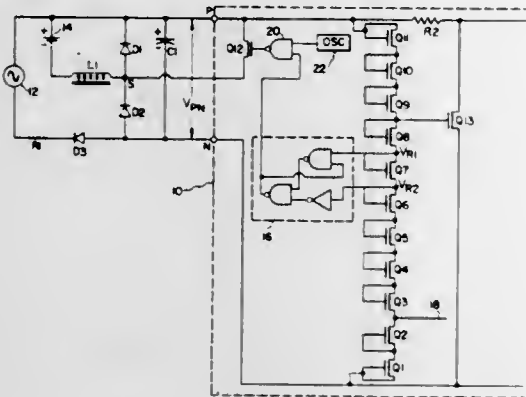 P
14
D1
C1
L1
S
12
D2
VPN
R1
D3
N
10
Q12
20
OSC
22
16
R2
Q11
Q10
Q9
Q8
Q13
VR1
Q7
VR2
Q6
Q5
Q4
Q3
18
Q2
Q1